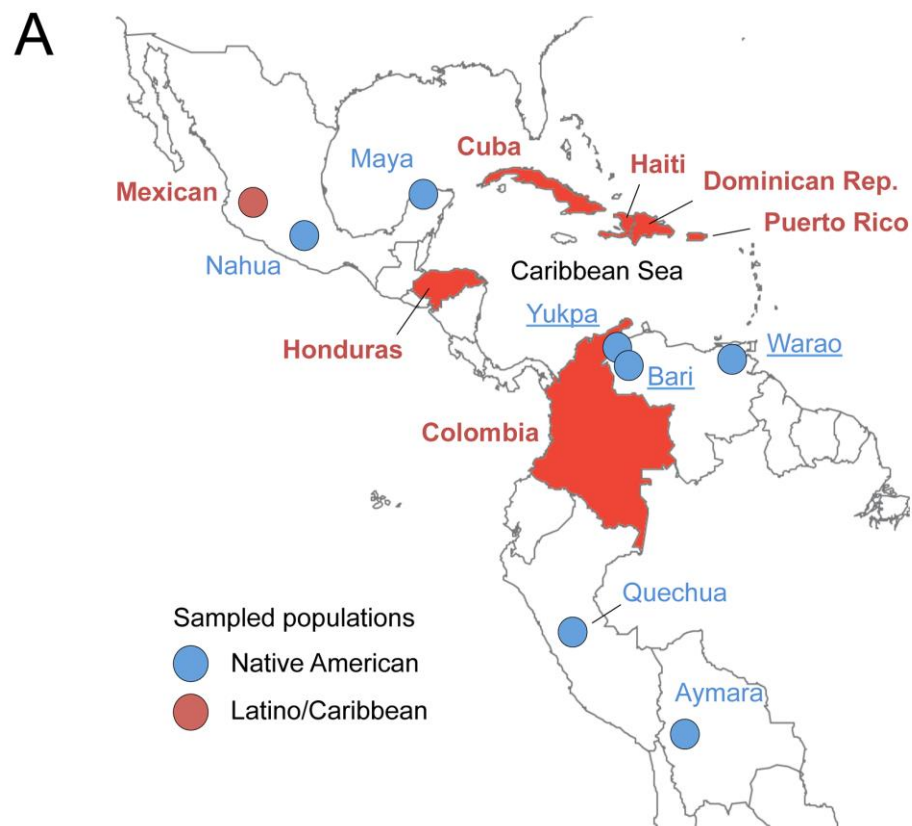 A
Maya
Cuba
Haiti
Dominican Rep.
Mexican
Puerto Rico
Nahua
Caribbean Sea
Yukpa
Warao
Honduras
Bari
Colombia
Quechua
Sampled populations
Native American
Aymara
Latino/Caribbean